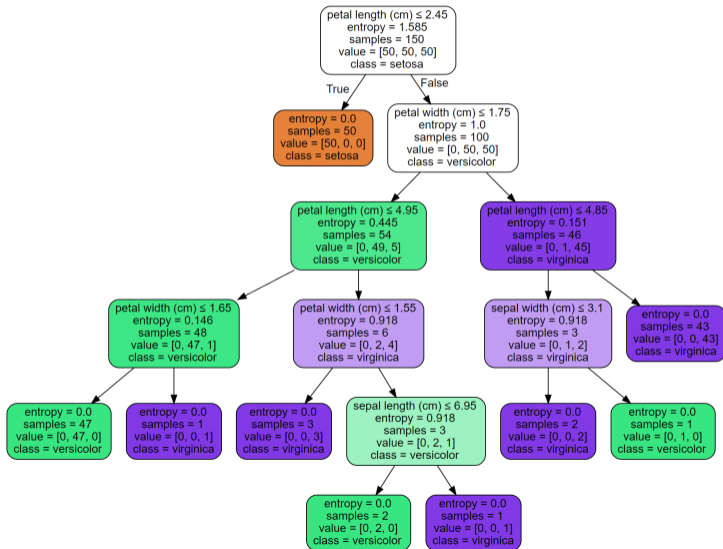 petal length (cm) ≤ 2.45
entropy = 1.585
samples = 150
value = [50, 50, 50]
class = setosa
True
False
entropy = 0.0
samples = 50
value = [50, 0, 0]
class = setosa
petal width (cm) ≤ 1.75
entropy = 1.0
samples = 100
value = [0, 50, 50]
class = versicolor
petal length (cm) ≤ 4.95
entropy = 0.445
samples = 54
value = [0, 49, 5]
class = versicolor
petal length (cm) ≤ 4.85
entropy = 0.151
samples = 46
value = [0, 1, 45]
class = virginica
petal width (cm) ≤ 1.65
entropy = 0.146
samples = 48
value = [0, 47, 1]
class = versicolor
petal width (cm) ≤ 1.55
entropy = 0.918
samples = 6
value = [0, 2, 4]
class = virginica
sepal width (cm) ≤ 3.1
entropy = 0.918
samples = 3
value = [0, 1, 2]
class = virginica
entropy = 0.0
samples = 43
value = [0, 0, 43]
class = virginica
entropy = 0.0
samples = 47
value = [0, 47, 0]
class = versicolor
entropy = 0.0
samples = 1
value = [0, 0, 1]
class = virginica
entropy = 0.0
samples = 3
value = [0, 0, 3]
class = virginica
sepal length (cm) ≤ 6.95
entropy = 0.918
samples = 3
value = [0, 2, 1]
class = versicolor
entropy = 0.0
samples = 2
value = [0, 0, 2]
class = virginica
entropy = 0.0
samples = 1
value = [0, 1, 0]
class = versicolor
entropy = 0.0
samples = 2
value = [0, 2, 0]
class = versicolor
entropy = 0.0
samples = 1
value = [0, 0, 1]
class = virginica